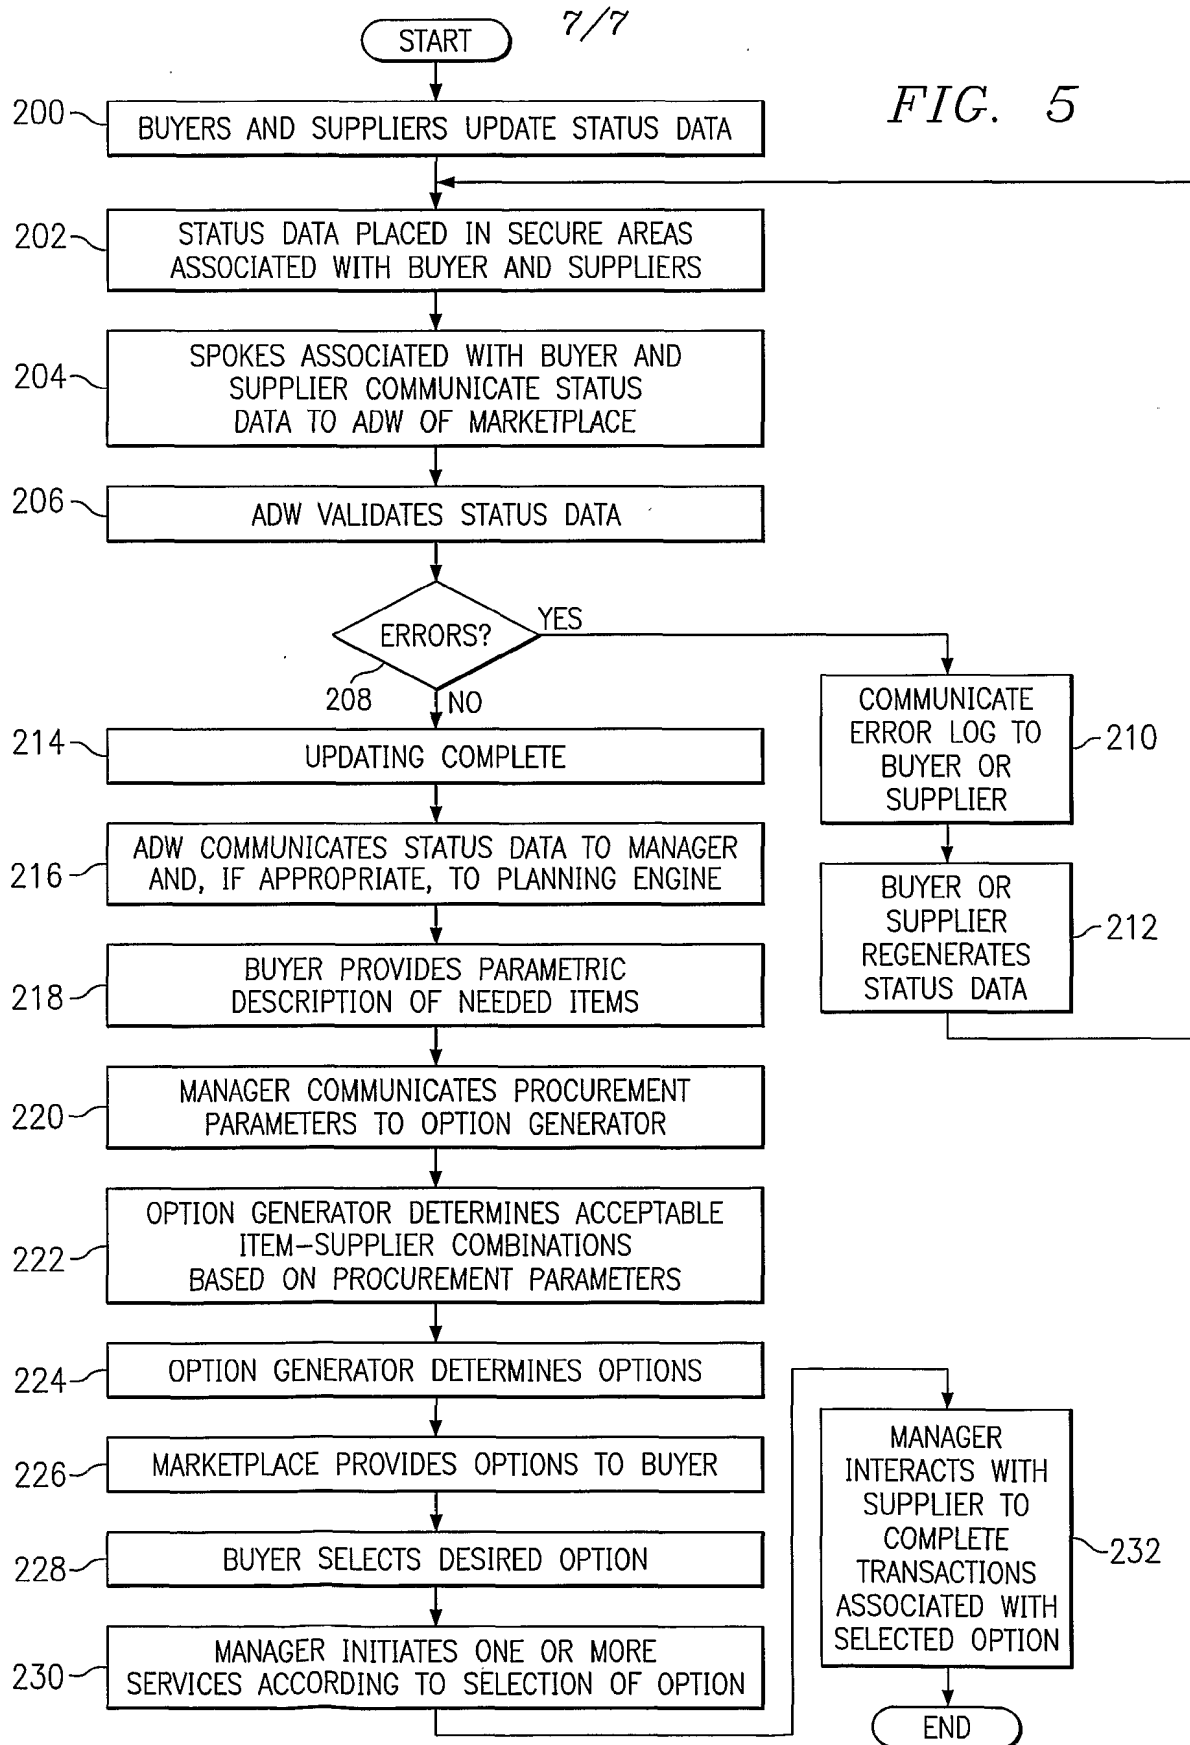 7/7
START
FIG. 5
200
BUYERS AND SUPPLIERS UPDATE STATUS DATA
202
STATUS DATA PLACED IN SECURE AREAS
ASSOCIATED WITH BUYER AND SUPPLIERS
204
SPOKES ASSOCIATED WITH BUYER AND
SUPPLIER COMMUNICATE STATUS
DATA TO ADW OF MARKETPLACE
206
ADW VALIDATES STATUS DATA
ERRORS?
YES
208
NO
COMMUNICATE
ERROR LOG TO
BUYER OR
SUPPLIER
210
BUYER OR
SUPPLIER
REGENERATES
STATUS DATA
212
214
UPDATING COMPLETE
216
ADW COMMUNICATES STATUS DATA TO MANAGER
AND, IF APPROPRIATE, TO PLANNING ENGINE
218
BUYER PROVIDES PARAMETRIC
DESCRIPTION OF NEEDED ITEMS
220
MANAGER COMMUNICATES PROCUREMENT
PARAMETERS TO OPTION GENERATOR
222
OPTION GENERATOR DETERMINES ACCEPTABLE
ITEM-SUPPLIER COMBINATIONS
BASED ON PROCUREMENT PARAMETERS
224
OPTION GENERATOR DETERMINES OPTIONS
226
MARKETPLACE PROVIDES OPTIONS TO BUYER
228
BUYER SELECTS DESIRED OPTION
230
MANAGER INITIATES ONE OR MORE
SERVICES ACCORDING TO SELECTION OF OPTION
MANAGER
INTERACTS WITH
SUPPLIER TO
COMPLETE
TRANSACTIONS
ASSOCIATED WITH
SELECTED OPTION
232
END